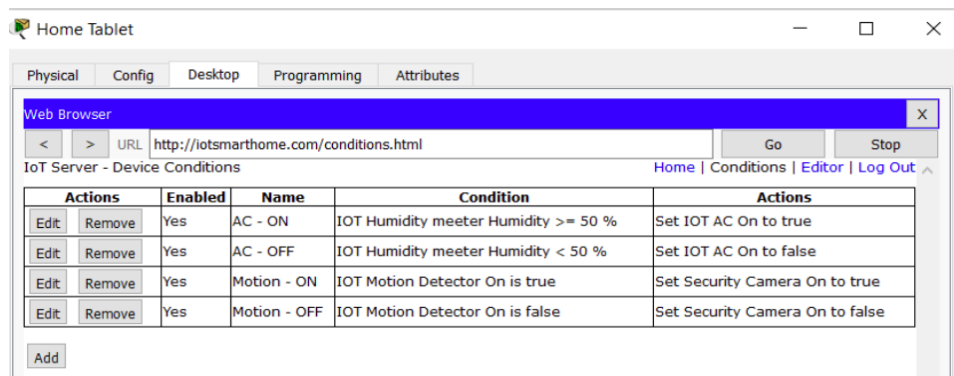 Home Tablet
Physical Config Desktop Programming Attributes
Web Browser X
< > URL http://iotsmarthome.com/conditions.html Go Stop
IoT Server - Device Conditions Home | Conditions | Editor | Log Out
Actions Enabled Name Condition Actions
Edit Remove Yes AC - ON IOT Humidity meeter Humidity >= 50 % Set IOT AC On to true
Edit Remove Yes AC - OFF IOT Humidity meeter Humidity < 50 % Set IOT AC On to false
Edit Remove Yes Motion - ON IOT Motion Detector On is true Set Security Camera On to true
Edit Remove Yes Motion - OFF IOT Motion Detector On is false Set Security Camera On to false
Add